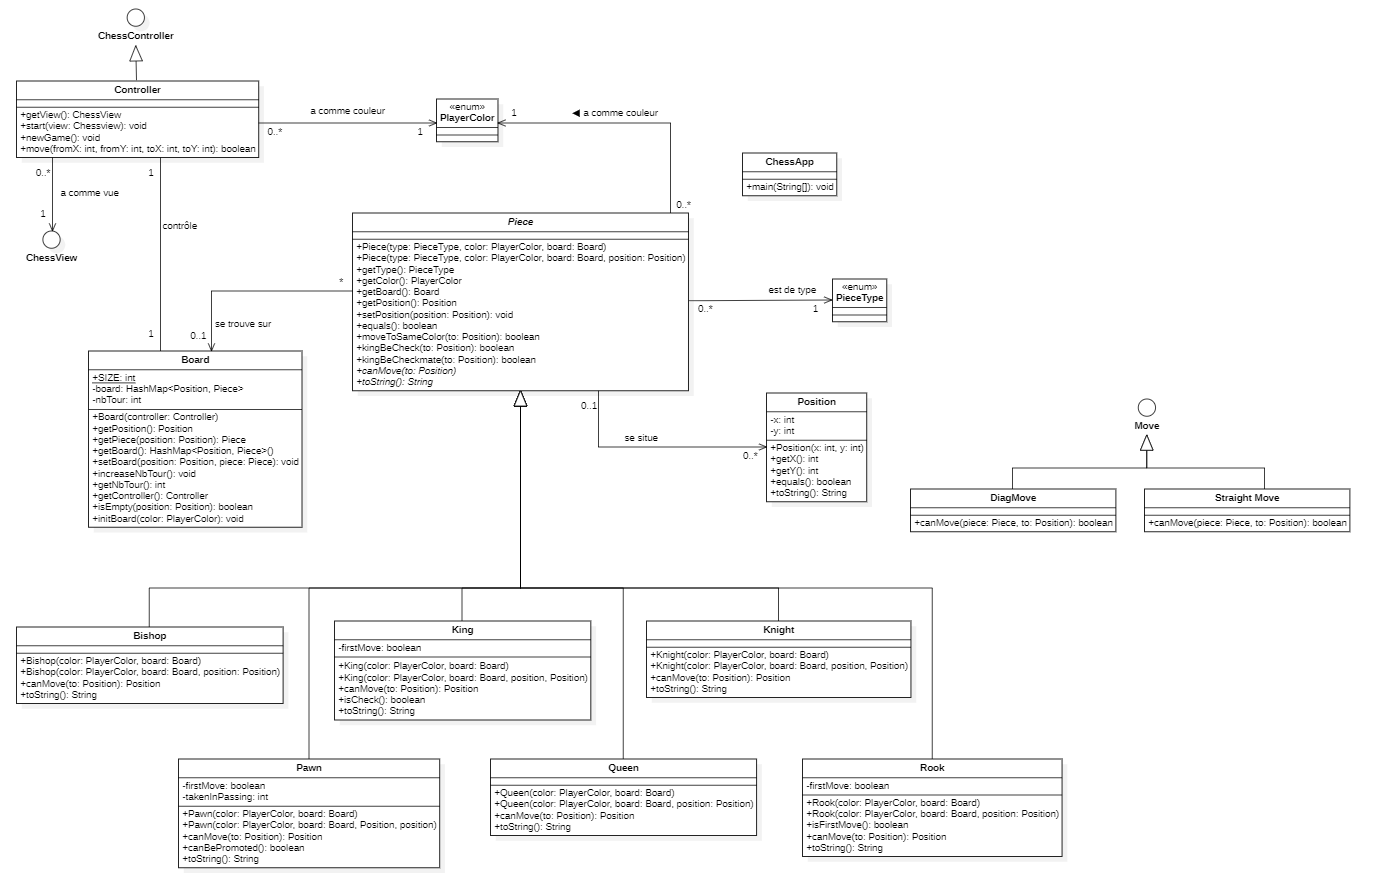 ChessController
Controller
+getView(): ChessView
+start(view: Chessview): void
+newGame(): void
+move(fromX: int, fromY: int, toX: int, toY: int): boolean
a comme couleur
0..*
1
«enum»
PlayerColor
1
◀ a comme couleur
0..*
ChessApp
+main(String[]): void
0..*
a comme vue
1
ChessView
1
contrôle
1
Piece
+Piece(type: PieceType, color: PlayerColor, board: Board)
+Piece(type: PieceType, color: PlayerColor, board: Board, position: Position)
+getType(): PieceType
+getColor(): PlayerColor
+getBoard(): Board
+getPosition(): Position
+setPosition(position: Position): void
+equals(): boolean
+moveToSameColor(to: Position): boolean
+kingBeCheck(to: Position): boolean
+kingBeCheckmate(to: Position): boolean
+canMove(to: Position)
+toString(): String
*
se trouve sur
0..1
est de type
0..*
1
«enum»
PieceType
Board
+SIZE: int
-board: HashMap<Position, Piece>
-nbTour: int
+Board(controller: Controller)
+getPosition(): Position
+getPiece(position: Position): Piece
+getBoard(): HashMap<Position, Piece>()
+setBoard(position: Position, piece: Piece): void
+increaseNbTour(): void
+getNbTour(): int
+getController(): Controller
+isEmpty(position: Position): boolean
+initBoard(color: PlayerColor): void
0..1
se situe
0..*
Position
-x: int
-y: int
+Position(x: int, y: int)
+getX(): int
+getY(): int
+equals(): boolean
+toString(): String
Move
DiagMove
+canMove(piece: Piece, to: Position): boolean
Straight Move
+canMove(piece: Piece, to: Position): boolean
Bishop
+Bishop(color: PlayerColor, board: Board)
+Bishop(color: PlayerColor, board: Board, position: Position)
+canMove(to: Position): Position
+toString(): String
King
-firstMove: boolean
+King(color: PlayerColor, board: Board)
+King(color: PlayerColor, board: Board, position, Position)
+canMove(to: Position): Position
+isCheck(): boolean
+toString(): String
Knight
+Knight(color: PlayerColor, board: Board)
+Knight(color: PlayerColor, board: Board, position, Position)
+canMove(to: Position): Position
+toString(): String
Pawn
-firstMove: boolean
-takenInPassing: int
+Pawn(color: PlayerColor, board: Board)
+Pawn(color: PlayerColor, board: Board, Position, position)
+canMove(to: Position): Position
+canBePromoted(): boolean
+toString(): String
Queen
+Queen(color: PlayerColor, board: Board)
+Queen(color: PlayerColor, board: Board, position: Position)
+canMove(to: Position): Position
+toString(): String
Rook
-firstMove: boolean
+Rook(color: PlayerColor, board: Board)
+Rook(color: PlayerColor, board: Board, position: Position)
+isFirstMove(): boolean
+canMove(to: Position): Position
+toString(): String